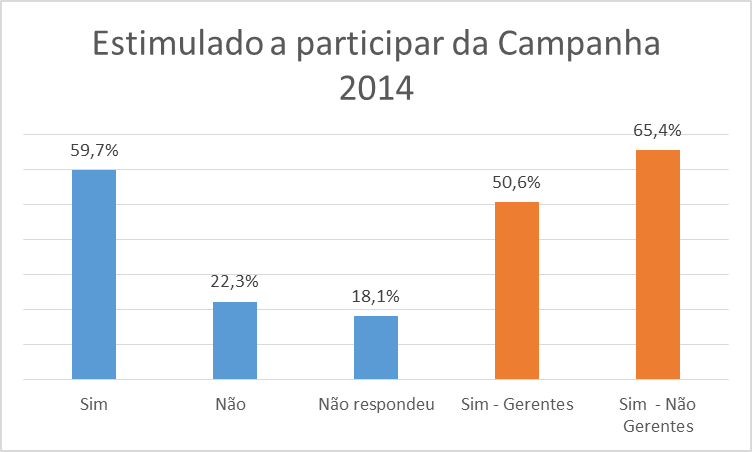 Estimulado a participar da Campanha
2014
59,7%
22,3%
18,1%
50,6%
65,4%
Sim
Não
Não respondeu
Sim - Gerentes
Sim - Não
Gerentes